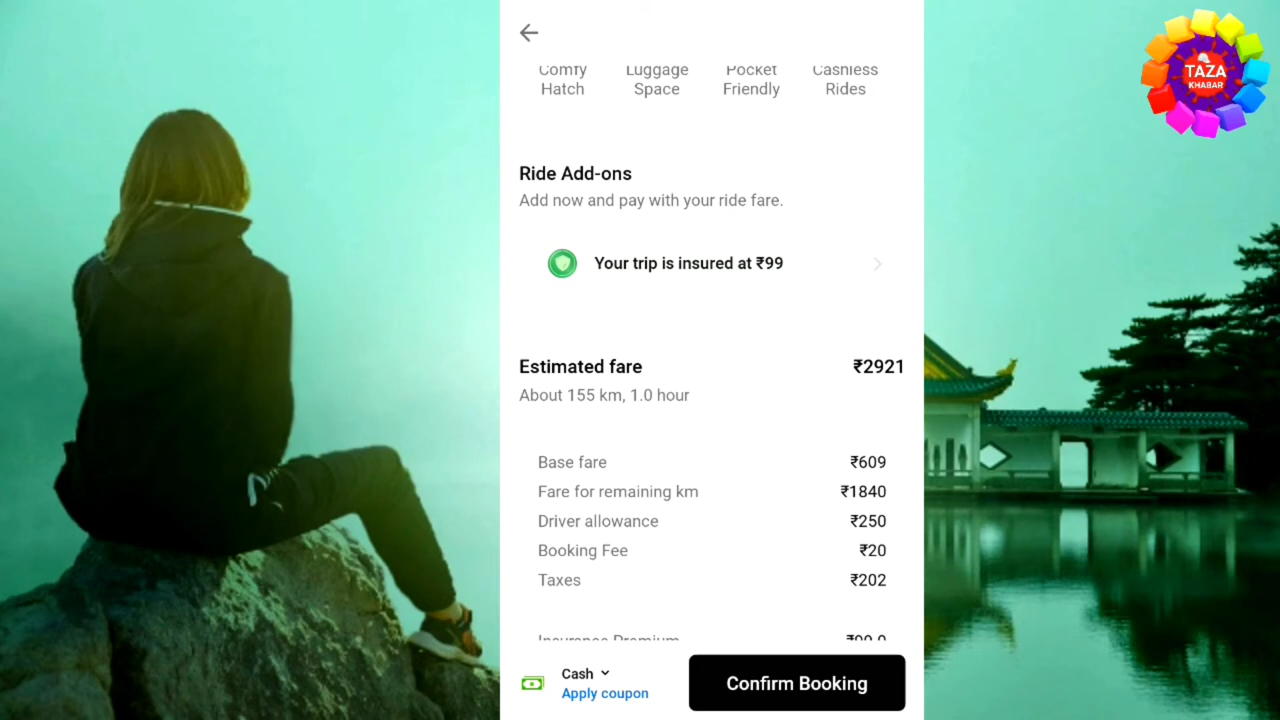 Comfy Hatch
Luggage Space
Pocket Friendly
Cashless Rides
TAZA
KHABAR
Ride Add-ons
Add now and pay with your ride fare.
Your trip is insured at ₹99
Estimated fare ₹2921
About 155 km, 1.0 hour
Base fare ₹609
Fare for remaining km ₹1840
Driver allowance ₹250
Booking Fee ₹20
Taxes ₹202
Insurance Premium
Cash
Apply coupon
Confirm Booking